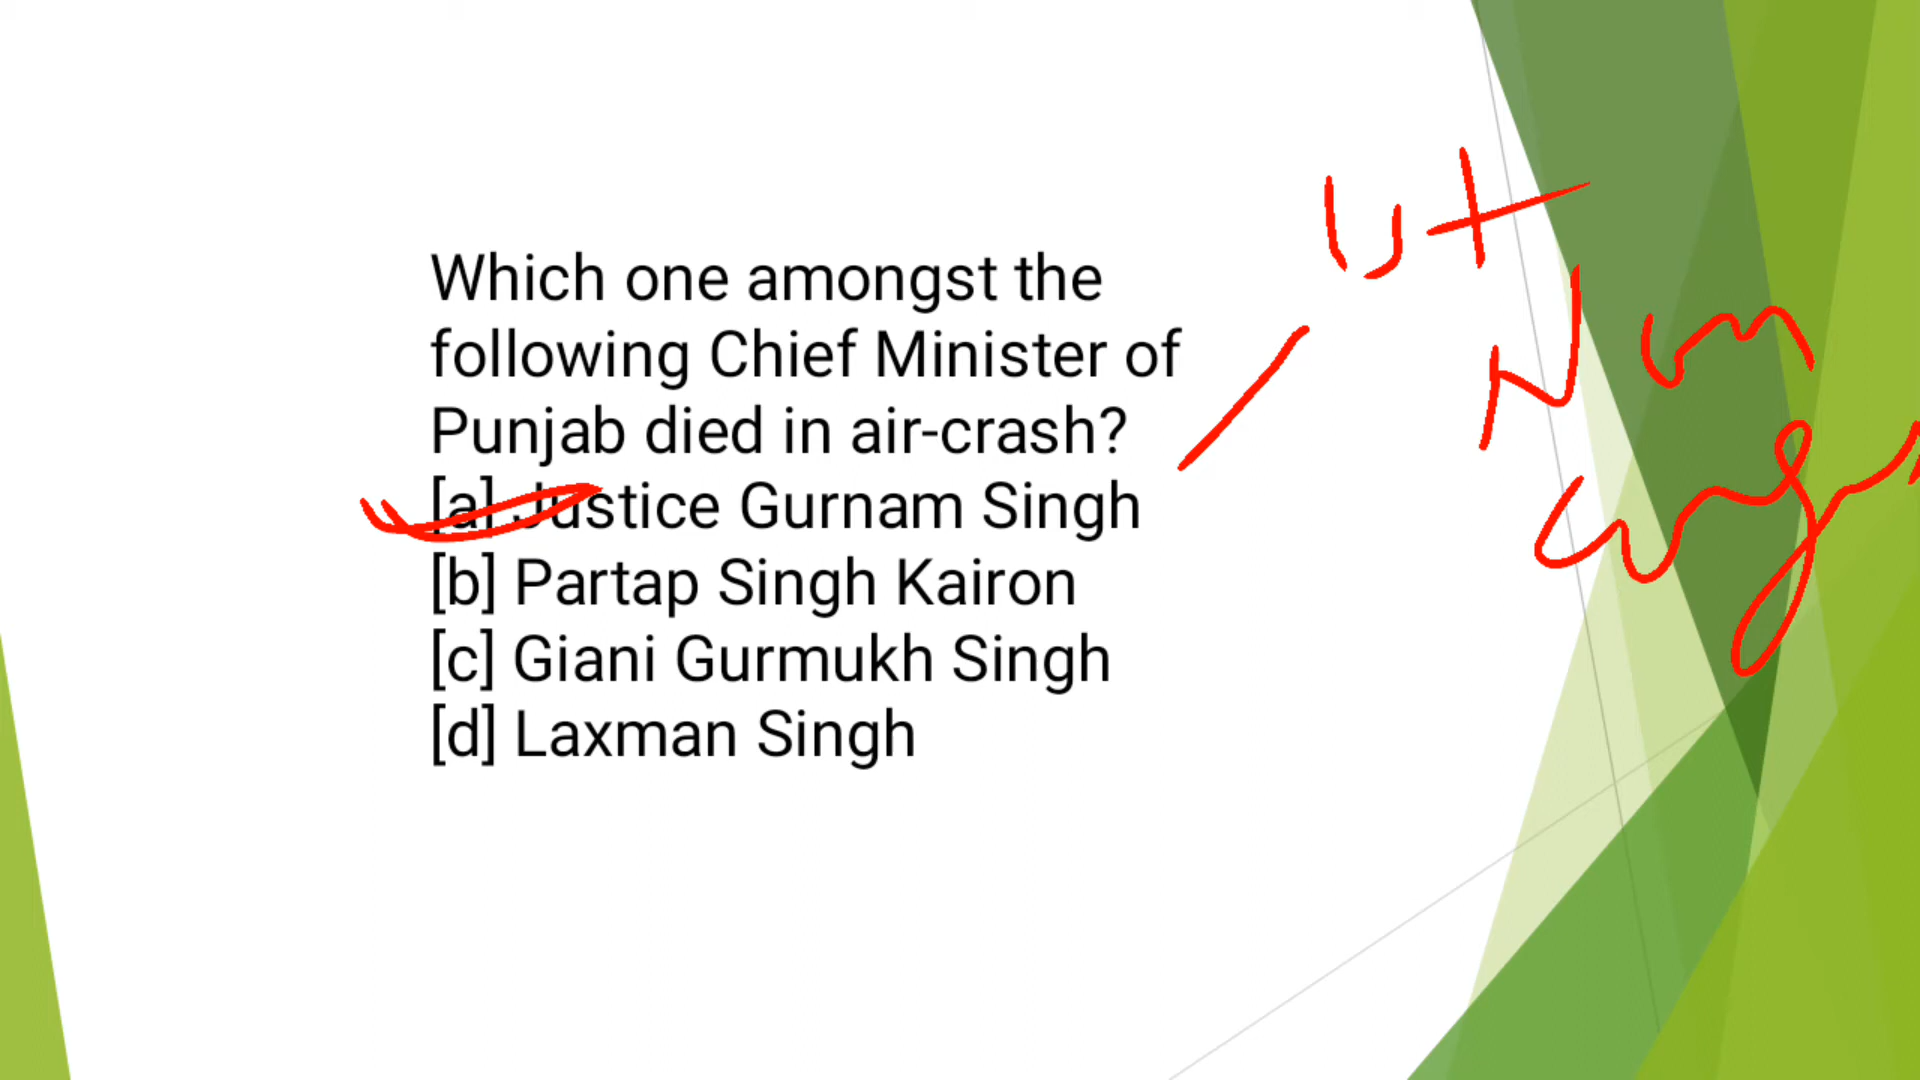 Which one amongst the
following Chief Minister of
Punjab died in air-crash?
[a] Justice Gurnam Singh
[b] Partap Singh Kairon
[c] Giani Gurmukh Singh
[d] Laxman Singh